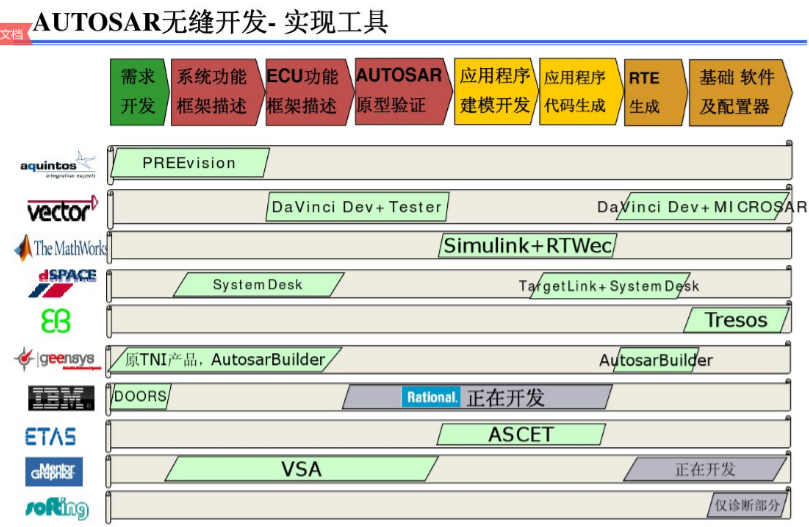 AUTOSAR无缝开发- 实现工具
文档
需求
开发
系统功能
框架描述
ECU功能
框架描述
AUTOSAR
原型验证
应用程序
建模开发
应用程序
代码生成
RTE
生成
基础 软件
及配置器
aquintos
integration experts
PREEvision
vector
DaVinci Dev+ Tester
DaVinci Dev+ MICROSAR
The MathWorks
Simulink+RTWec
dSPACE
SystemDesk
TargetLink+ SystemDesk
EB
Tresos
geensys
原TNI产品，AutosarBuilder
AutosarBuilder
IBM
DOORS
Rational. 正在开发
ETAS
ASCET
Mentor
Graphics
VSA
正在开发
softing
仅诊断部分